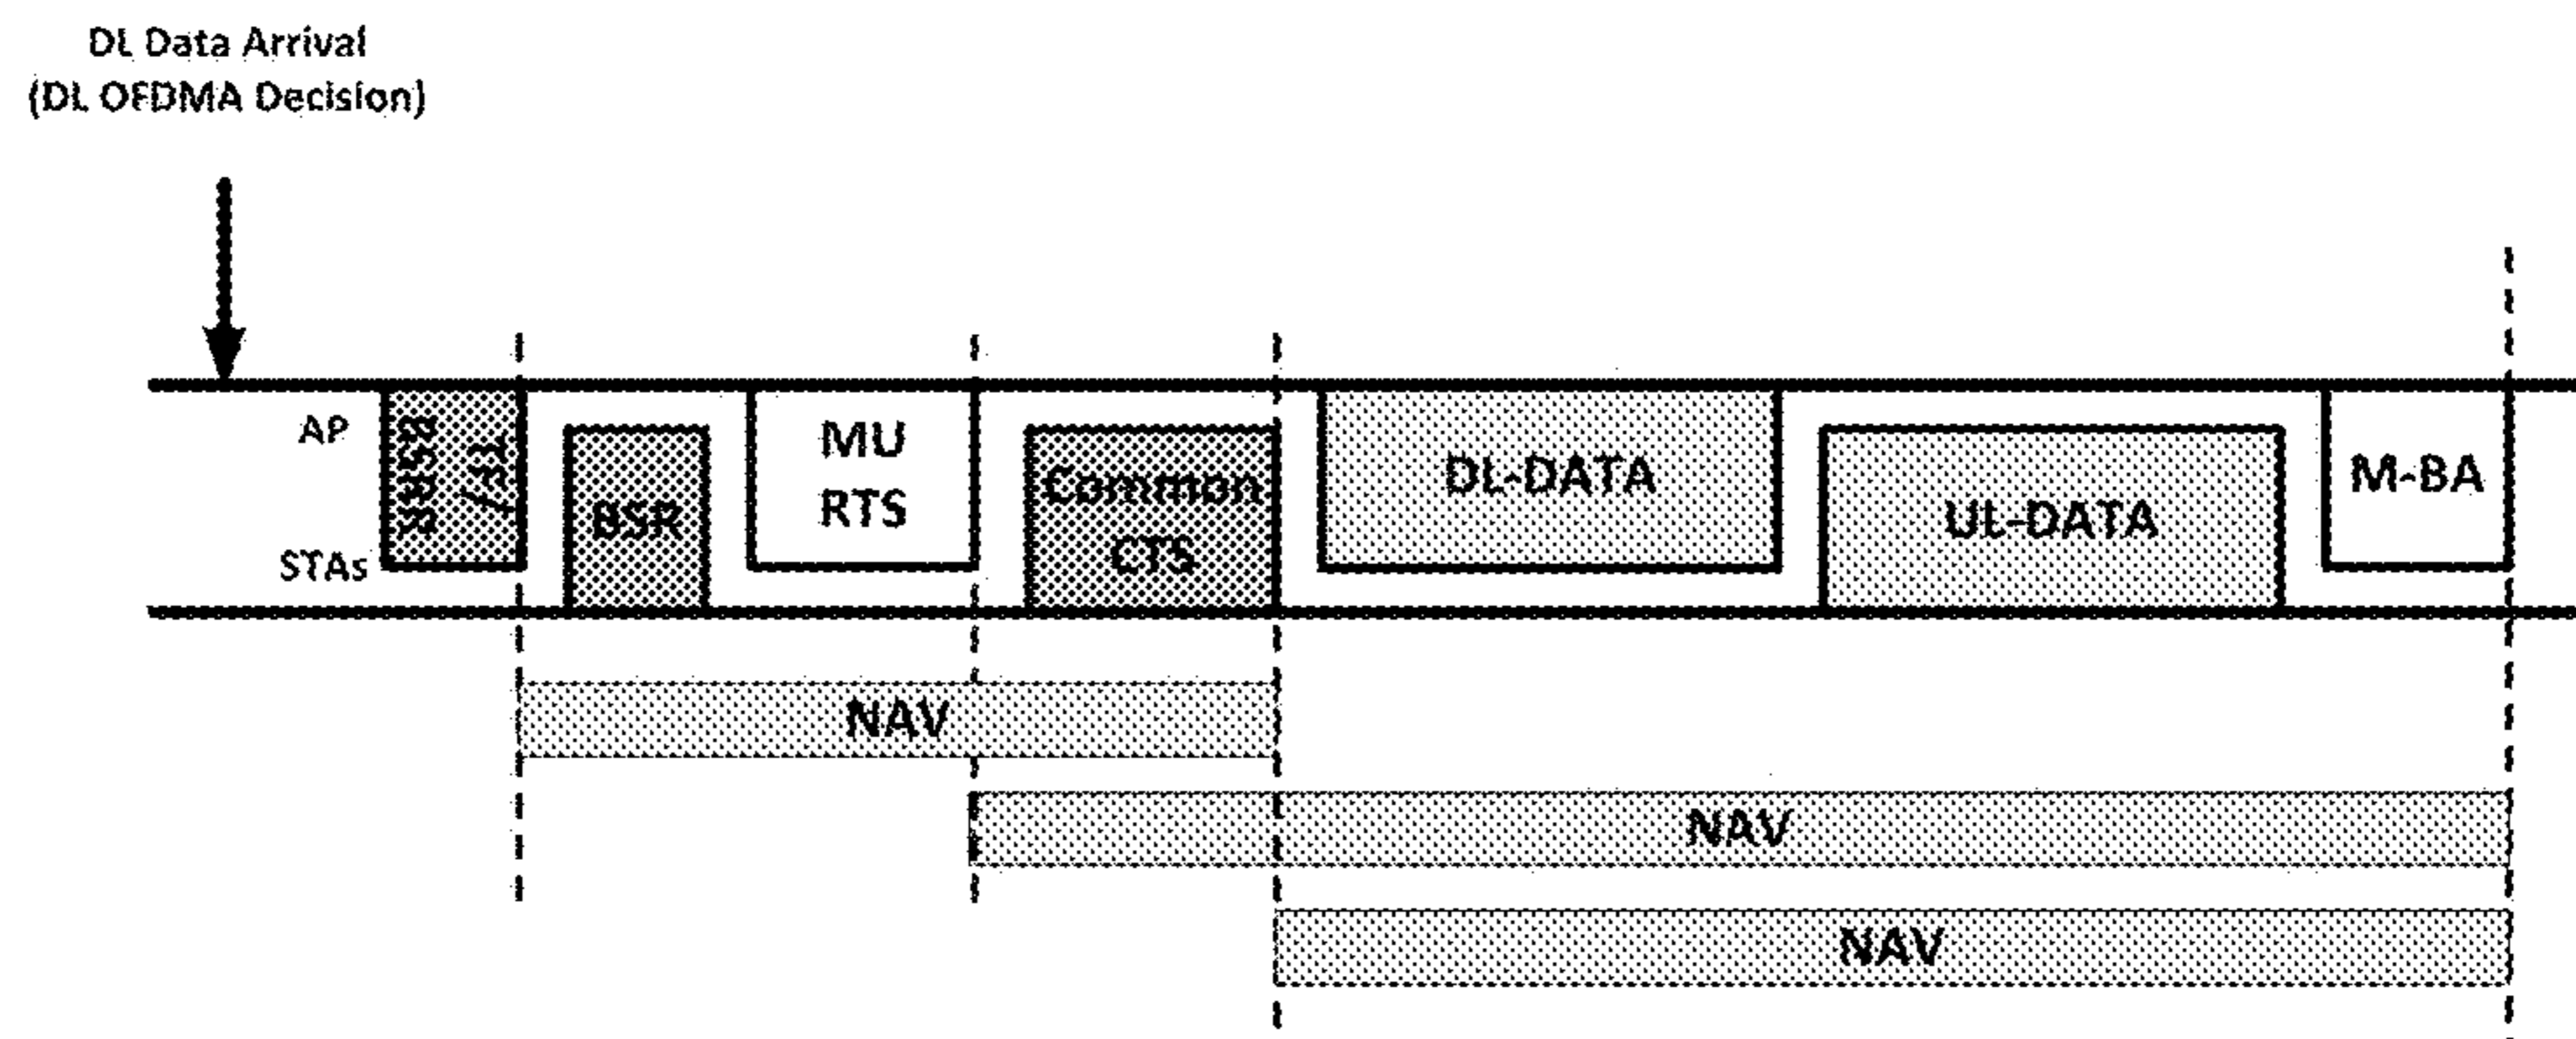 DL Data Arrival
(DL OFDMA Decision)
AP
STAs
TF/
BSRR
BSR
MU
RTS
Common
CTS
DL-DATA
UL-DATA
M-BA
NAV
NAV
NAV